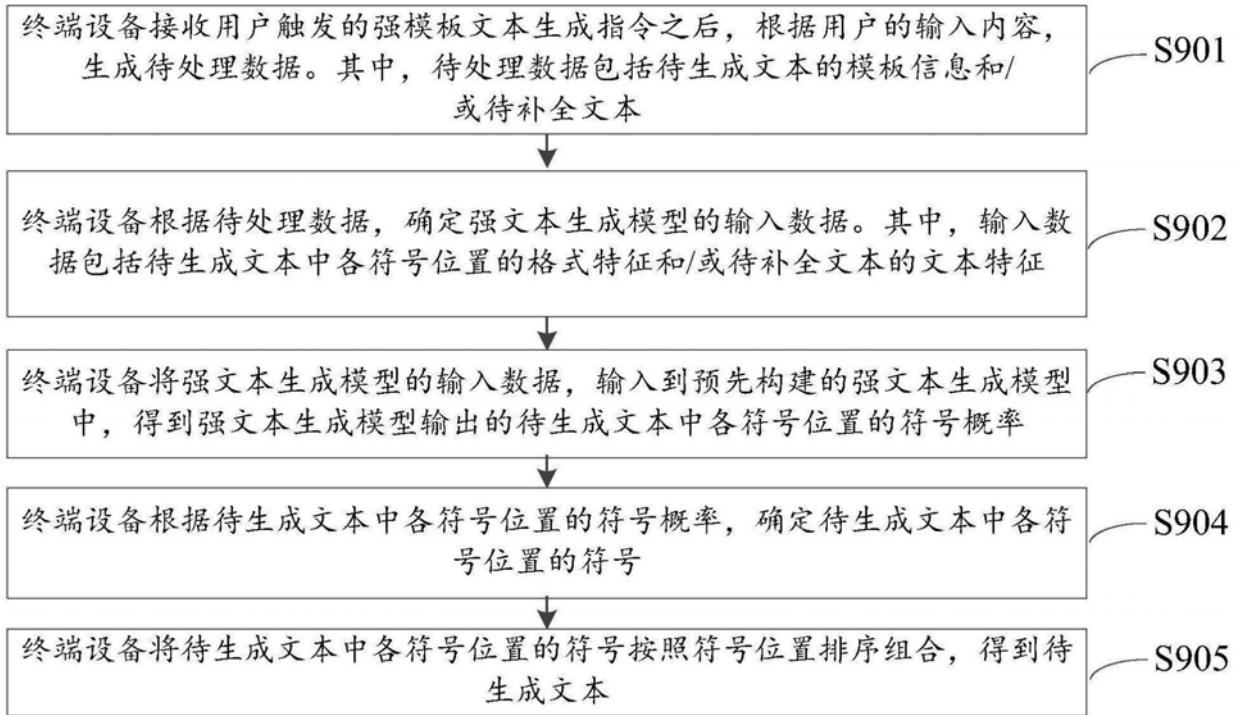 终端设备接收用户触发的强模板文本生成指令之后，根据用户的输入内容，
生成待处理数据。其中，待处理数据包括待生成文本的模板信息和/
或待补全文本
S901
终端设备根据待处理数据，确定强文本生成模型的输入数据。其中，输入数
据包括待生成文本中各符号位置的格式特征和/或待补全文本的文本特征
S902
终端设备将强文本生成模型的输入数据，输入到预先构建的强文本生成模型
中，得到强文本生成模型输出的待生成文本中各符号位置的符号概率
S903
终端设备根据待生成文本中各符号位置的符号概率，确定待生成文本中各符
号位置的符号
S904
终端设备将待生成文本中各符号位置的符号按照符号位置排序组合，得到待
生成文本
S905